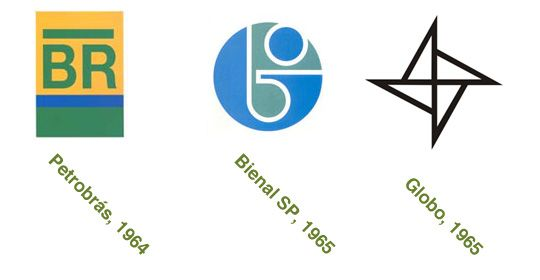 BR
Petrobrás, 1964
Bienal SP, 1965
Globo, 1965